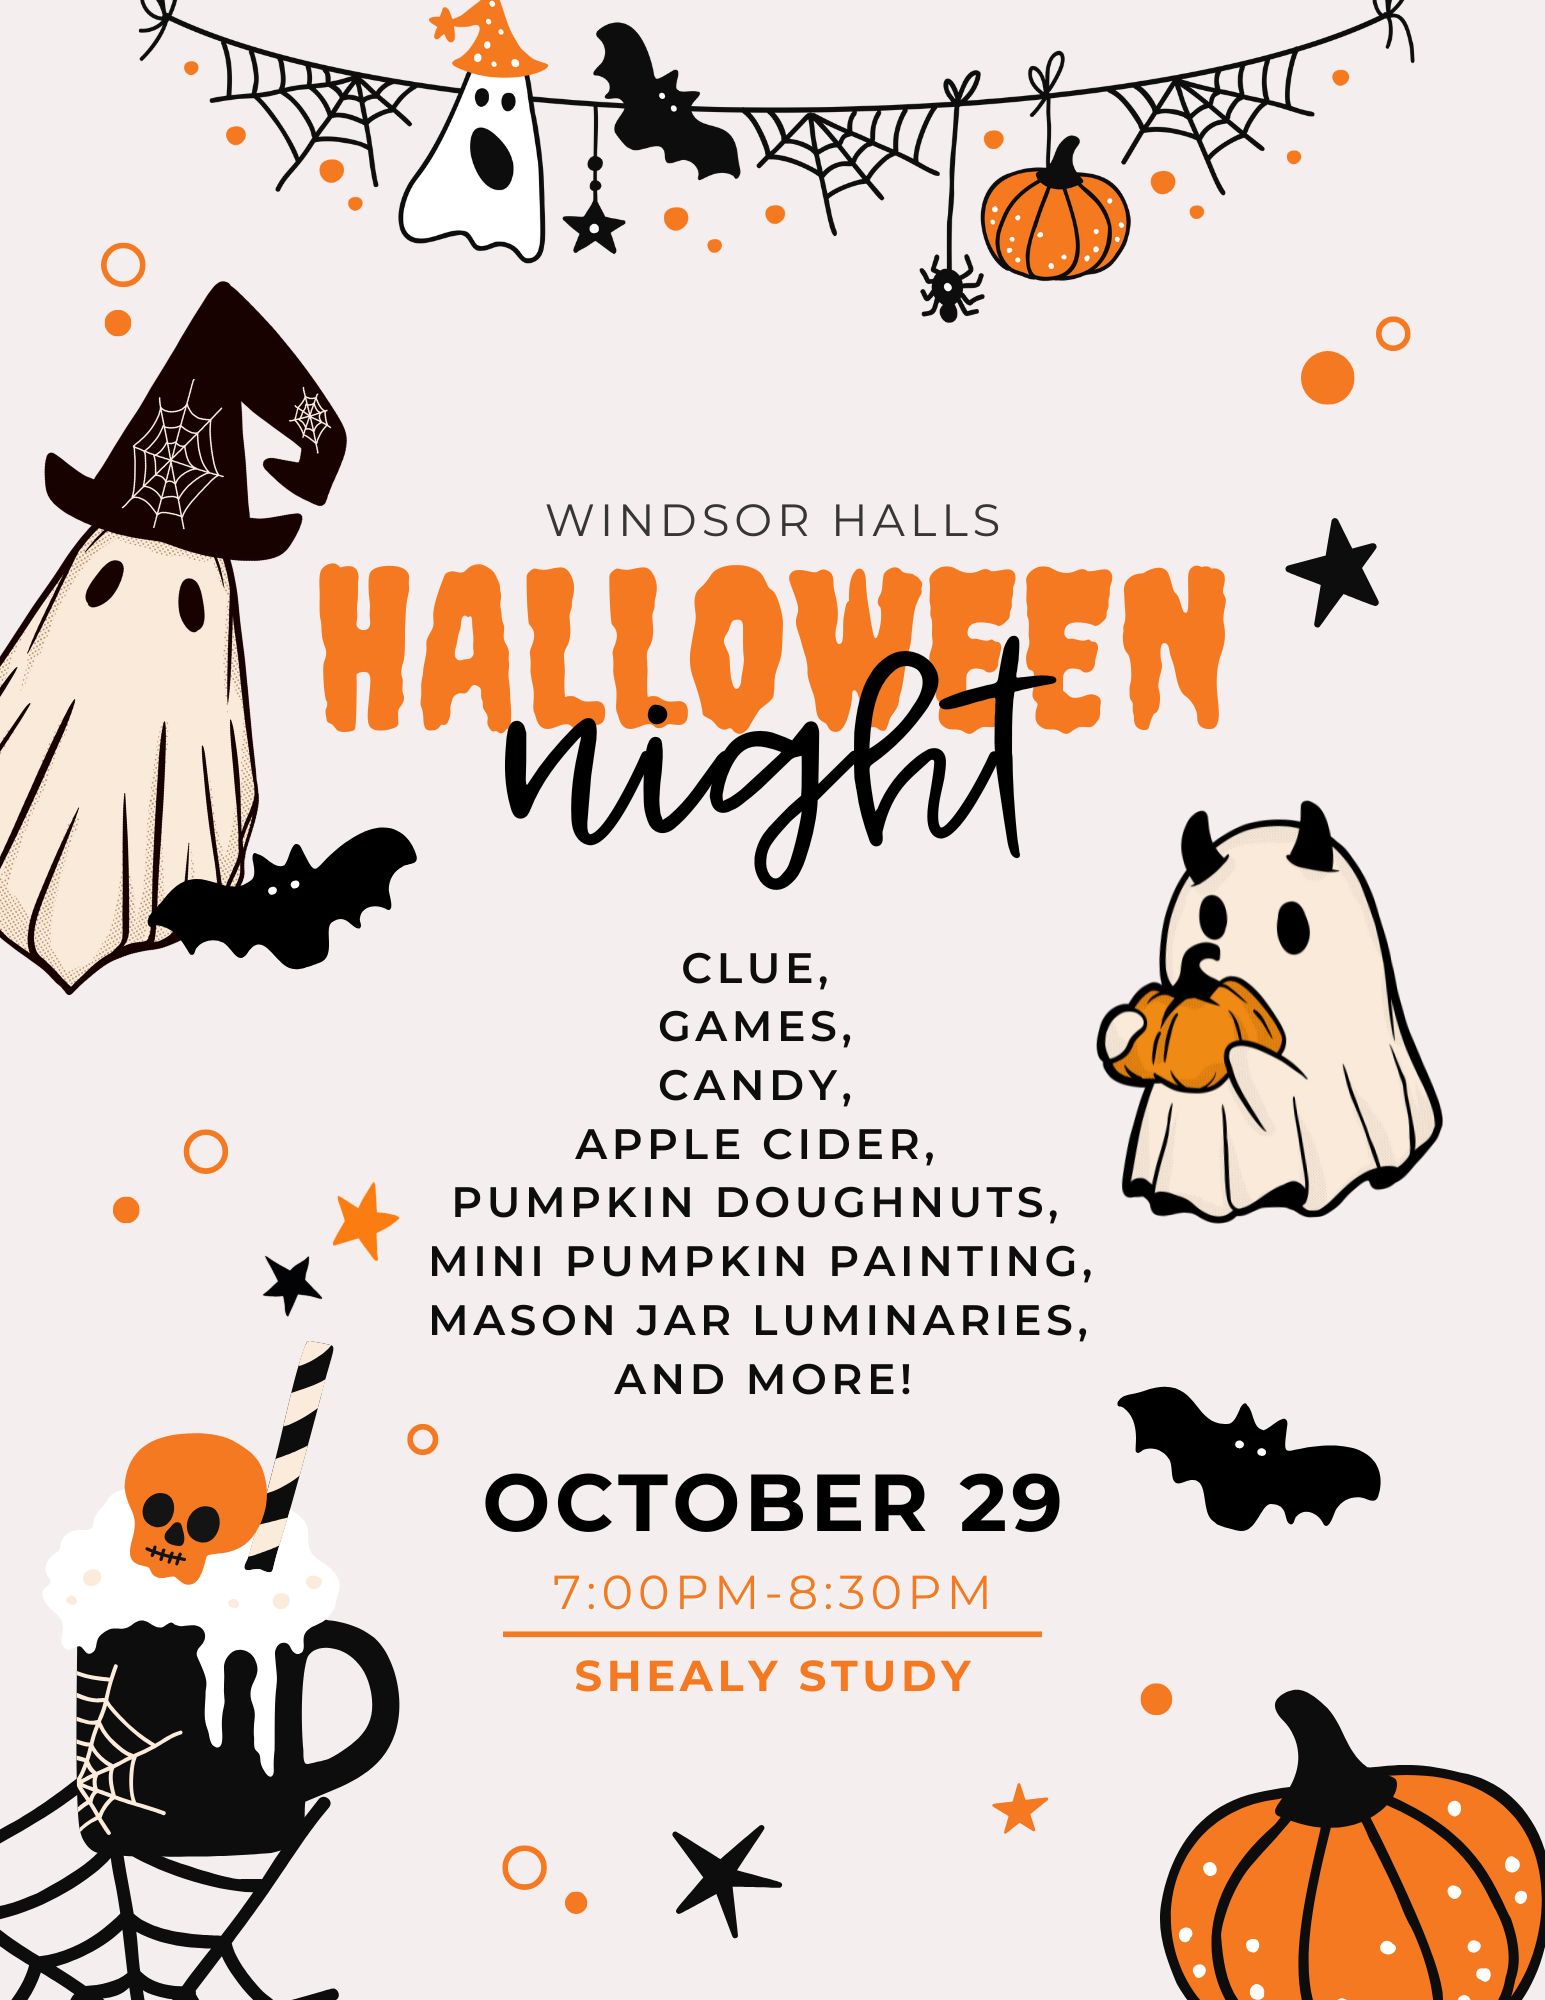 WINDSOR HALLS
HALLOWEEN
night
CLUE,
GAMES,
CANDY,
APPLE CIDER,
PUMPKIN DOUGHNUTS,
MINI PUMPKIN PAINTING,
MASON JAR LUMINARIES,
AND MORE!
OCTOBER 29
7:00PM-8:30PM
SHEALY STUDY